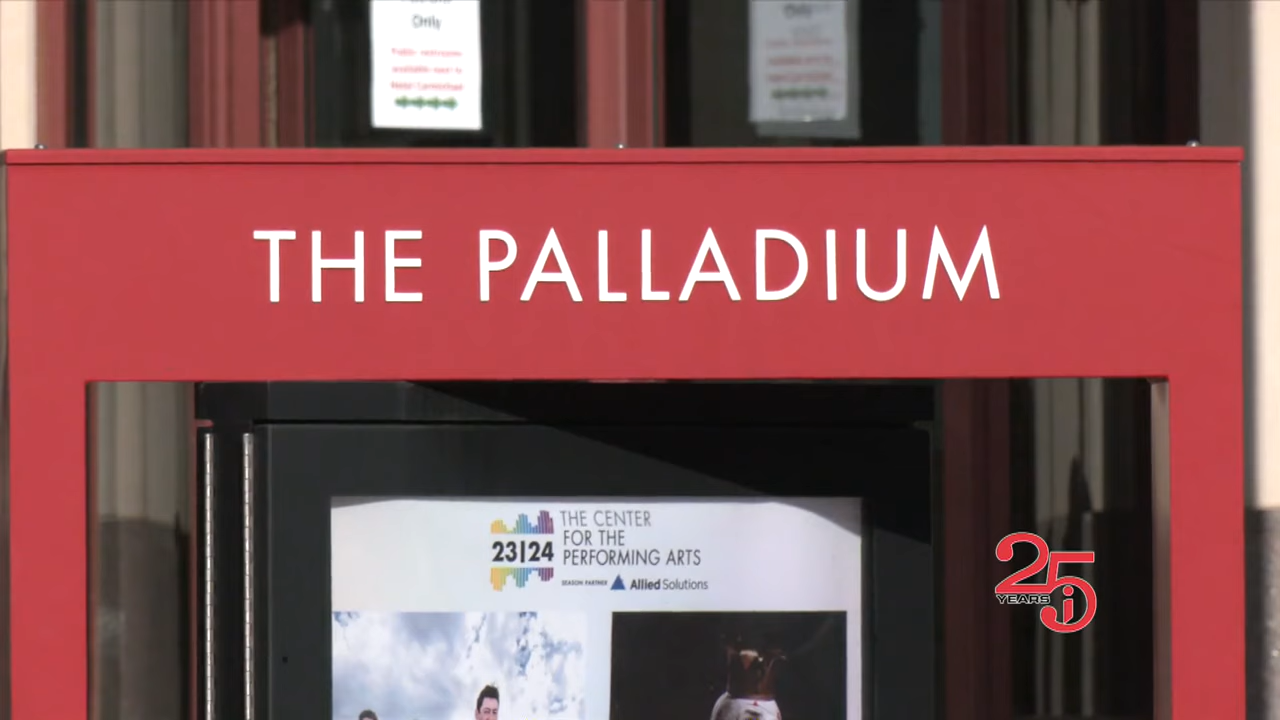 Only
THE PALLADIUM
23|24
THE CENTER
FOR THE
PERFORMING ARTS
SEASON PARTNER Allied Solutions
25
YEARS
i